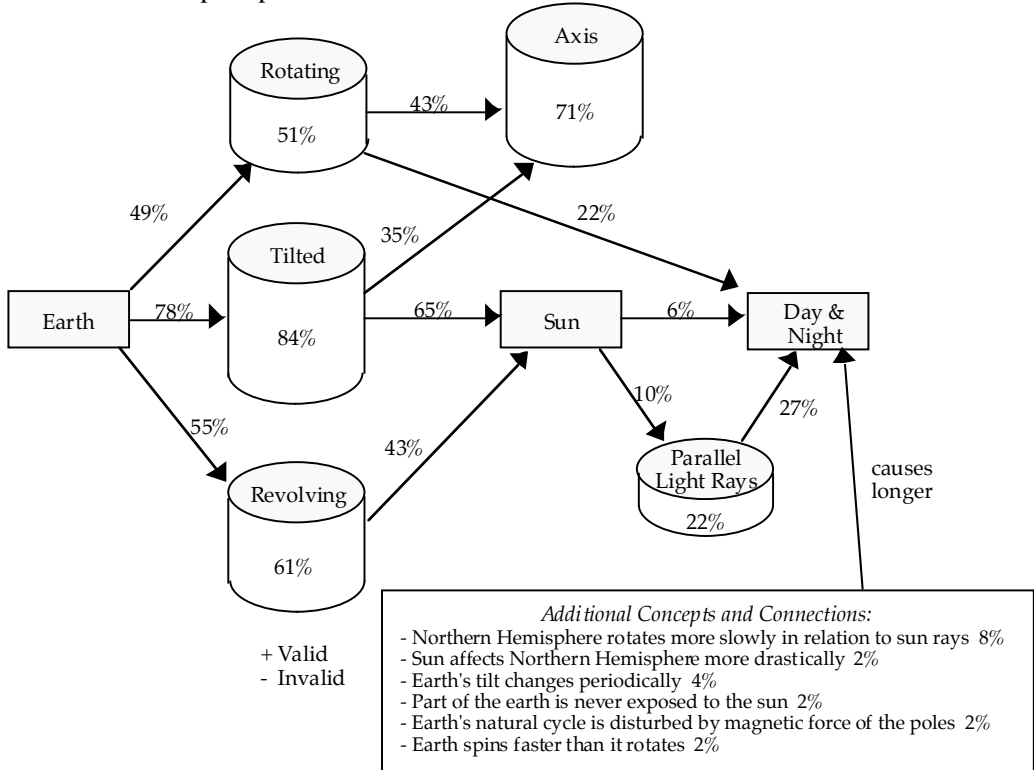 Axis
Rotating
43%
71%
51%
49%
22%
35%
Tilted
Earth
78%
65%
Sun
6%
Day &
Night
84%
10%
27%
55%
43%
Parallel
Light Rays
causes
longer
Revolving
22%
61%
Additional Concepts and Connections:
- Northern Hemisphere rotates more slowly in relation to sun rays 8%
- Sun affects Northern Hemisphere more drastically 2%
- Earth's tilt changes periodically 4%
- Part of the earth is never exposed to the sun 2%
- Earth's natural cycle is disturbed by magnetic force of the poles 2%
- Earth spins faster than it rotates 2%
+ Valid
- Invalid